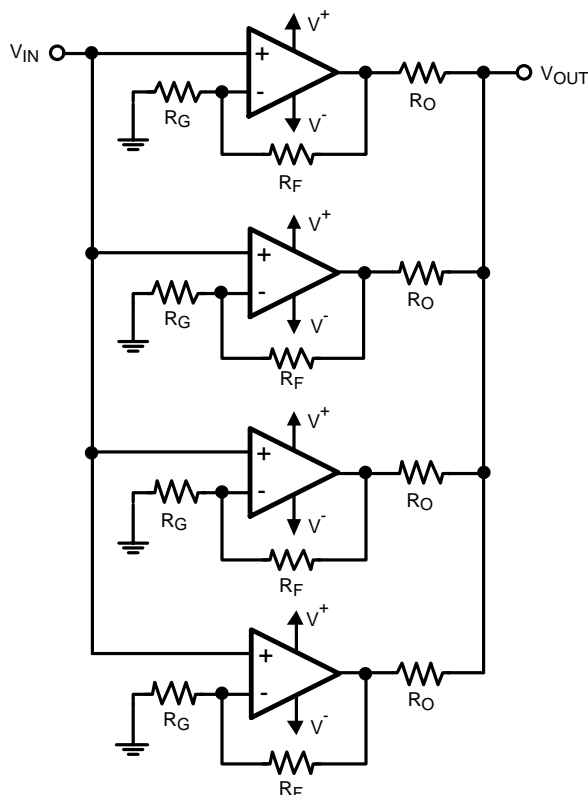 V+
VIN
+
VOUT
-
RG
RO
V-
RF
V+
+
-
RG
RO
V-
RF
V+
+
-
RG
RO
V-
RF
V+
+
-
RG
RO
V-
RF